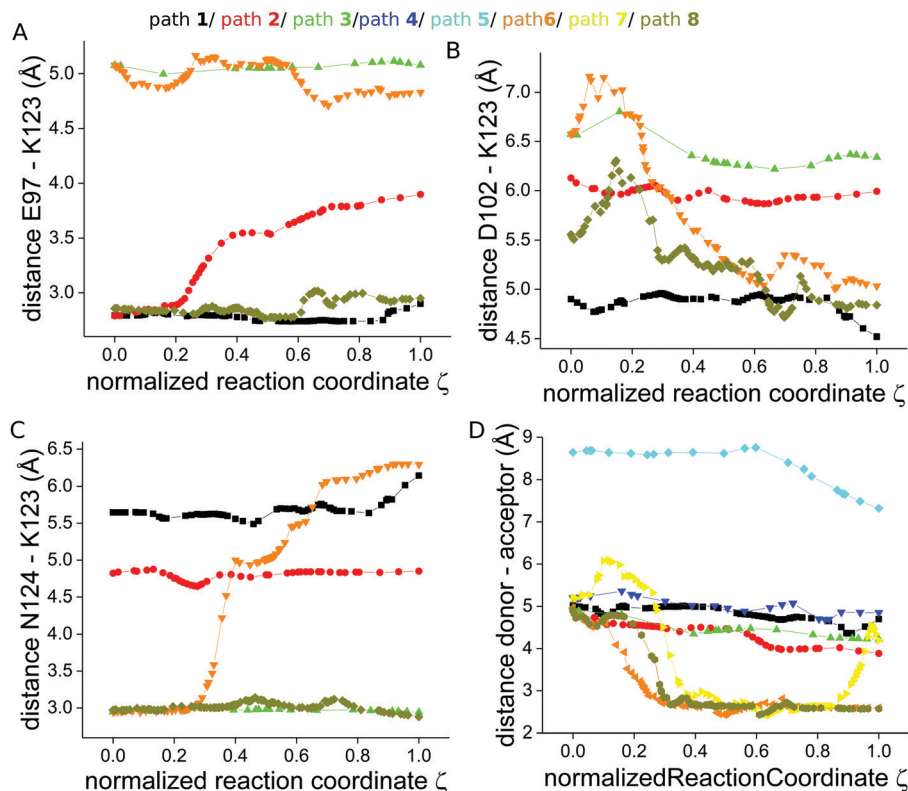 path 1/ path 2/ path 3/path 4/ path 5/ path6/ path 7/ path 8
A
distance E97 - K123 (Å)
5.0
4.5
4.0
3.5
3.0
0.0 0.2 0.4 0.6 0.8 1.0
normalized reaction coordinate ζ
B
distance D102 - K123 (Å)
7.0
6.5
6.0
5.5
5.0
4.5
0.0 0.2 0.4 0.6 0.8 1.0
normalized reaction coordinate ζ
C
distance N124 - K123 (Å)
6.5
6.0
5.5
5.0
4.5
4.0
3.5
3.0
0.0 0.2 0.4 0.6 0.8 1.0
normalized reaction coordinate ζ
D
distance donor - acceptor (Å)
9
8
6
5
4
2
0.0 0.2 0.4 0.6 0.8 1.0
normalizedReactionCoordinate ζ